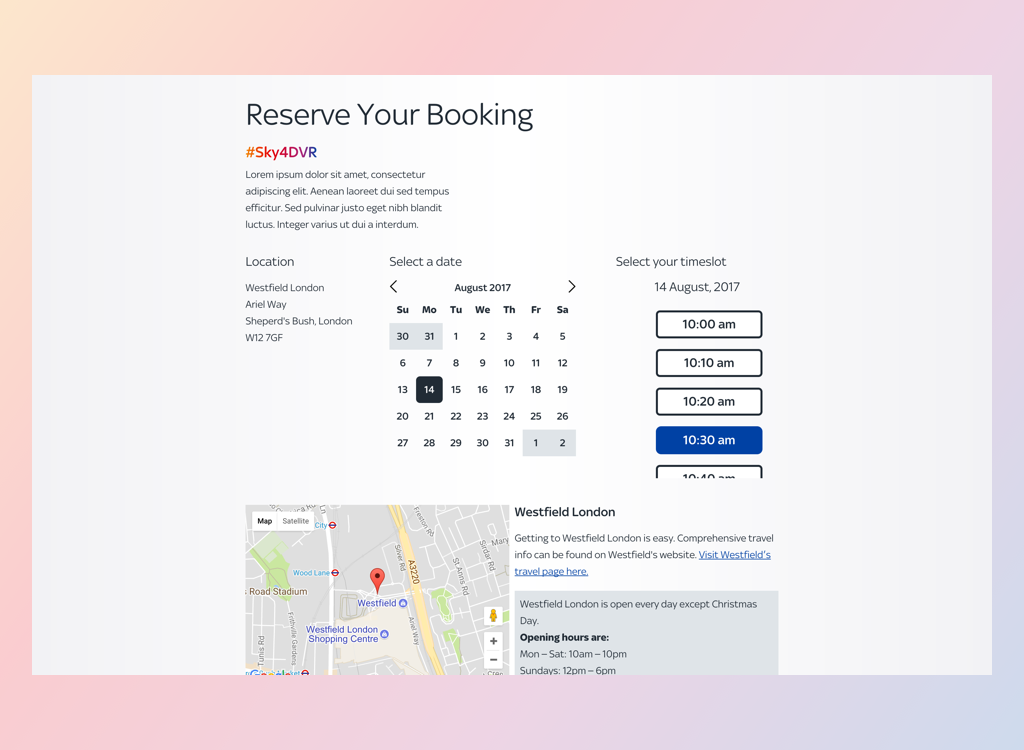 Reserve Your Booking
#Sky4DVR
Lorem ipsum dolor sit amet, consectetur
adipiscing elit. Aenean laoreet dui sed tempus
efficitur. Sed pulvinar justo eget nibh blandit
luctus. Integer varius ut dui a interdum.
Location
Westfield London
Ariel Way
Sheperd's Bush, London
W12 7GF
Select a date
August 2017
Su Mo Tu We Th Fr Sa
30 31 1 2 3 4 5
6 7 8 9 10 11 12
13 14 15 16 17 18 19
20 21 22 23 24 25 26
27 28 29 30 31 1 2
Select your timeslot
14 August, 2017
10:00 am
10:10 am
10:20 am
10:30 am
10:40 am
Map Satellite
City
Freston Rd
Mary
Silver Rd
Sirdar Rd
Wood Lane
A3220
St Anns Rd
Road Stadium
Westfield
Frithville Gardens
Ariel Way
Westfield London
Shopping Centre
Tunis Rd
Google
Westfield London
Getting to Westfield London is easy. Comprehensive travel
info can be found on Westfield's website. Visit Westfield's
travel page here.
Westfield London is open every day except Christmas
Day.
Opening hours are:
Mon – Sat: 10am – 10pm
Sundays: 12pm – 6pm